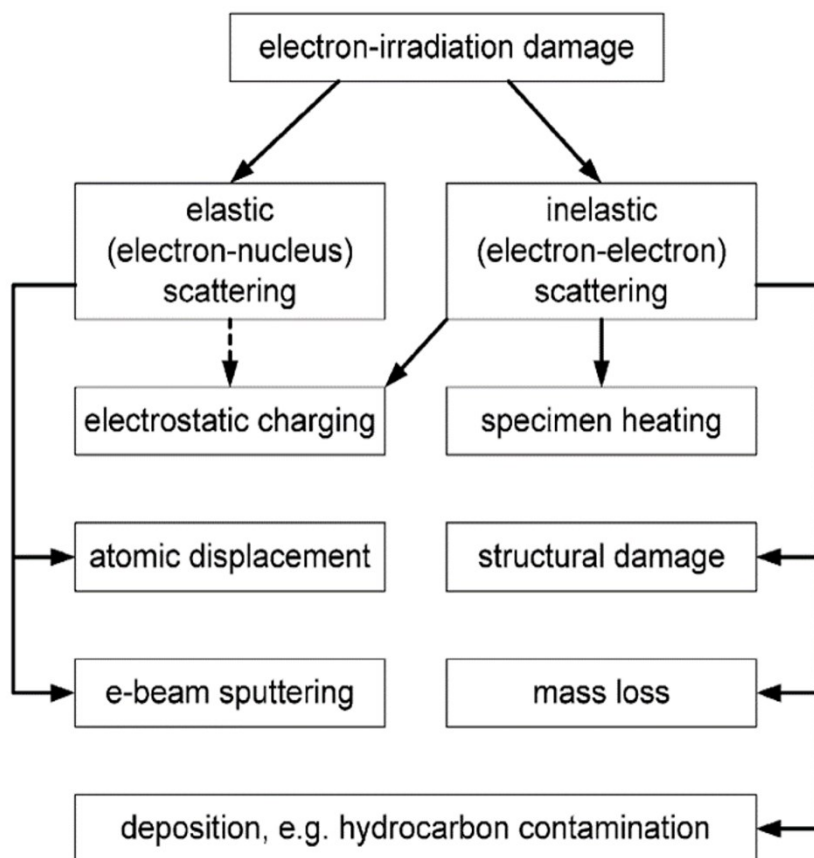 electron-irradiation damage
elastic
(electron-nucleus)
scattering
inelastic
(electron-electron)
scattering
electrostatic charging
specimen heating
atomic displacement
structural damage
e-beam sputtering
mass loss
deposition, e.g. hydrocarbon contamination